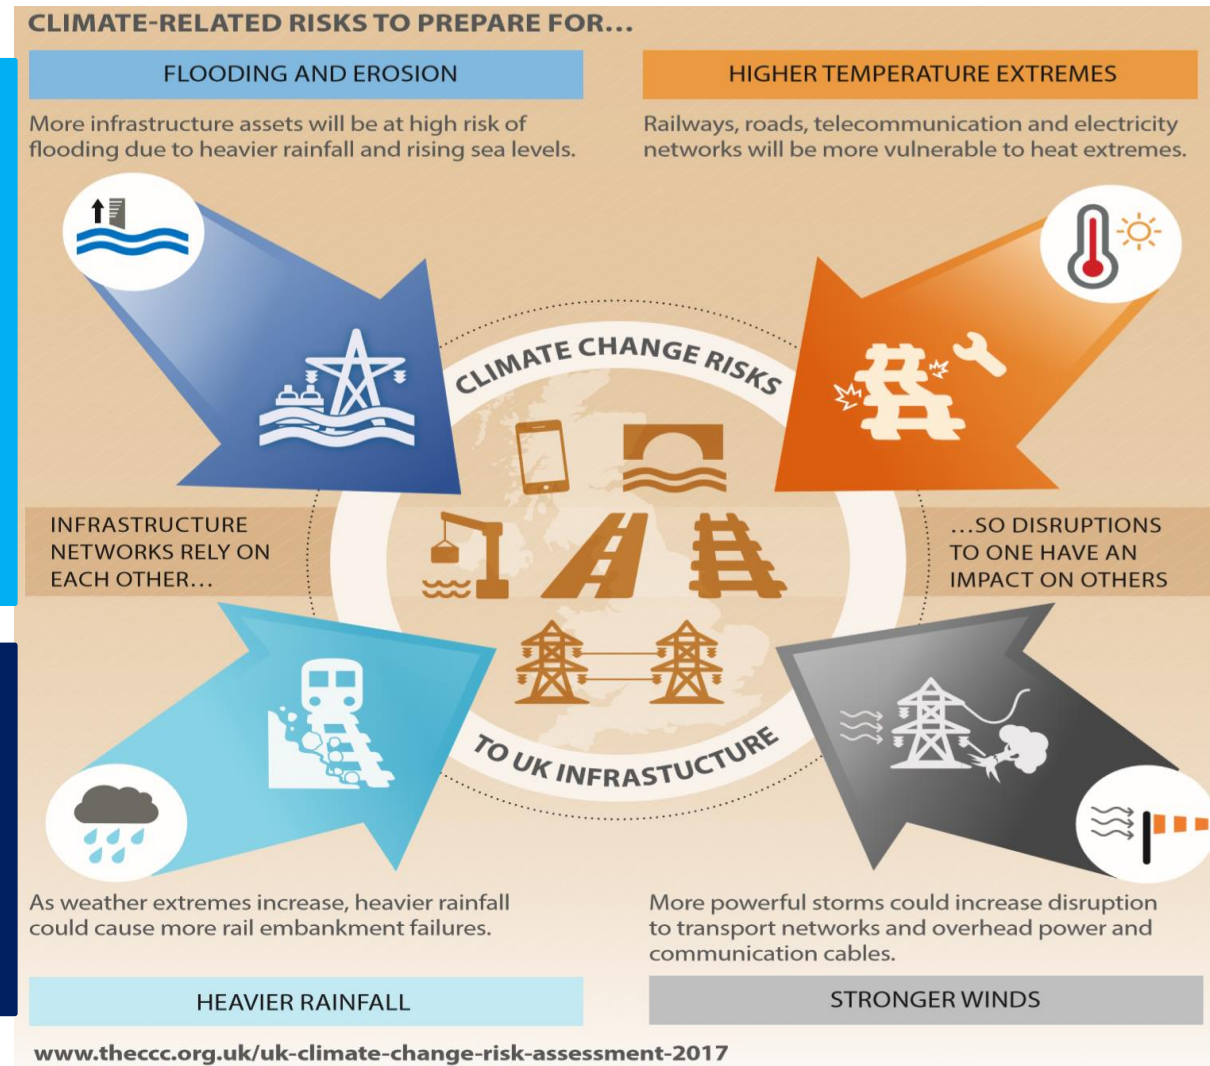 CLIMATE-RELATED RISKS TO PREPARE FOR...
FLOODING AND EROSION
More infrastructure assets will be at high risk of
flooding due to heavier rainfall and rising sea levels.
HIGHER TEMPERATURE EXTREMES
Railways, roads, telecommunication and electricity
networks will be more vulnerable to heat extremes.
CLIMATE CHANGE RISKS
INFRASTRUCTURE
NETWORKS RELY ON
EACH OTHER...
...SO DISRUPTIONS
TO ONE HAVE AN
IMPACT ON OTHERS
TO UK INFRASTUCTURE
As weather extremes increase, heavier rainfall
could cause more rail embankment failures.
HEAVIER RAINFALL
More powerful storms could increase disruption
to transport networks and overhead power and
communication cables.
STRONGER WINDS
www.theccc.org.uk/uk-climate-change-risk-assessment-2017